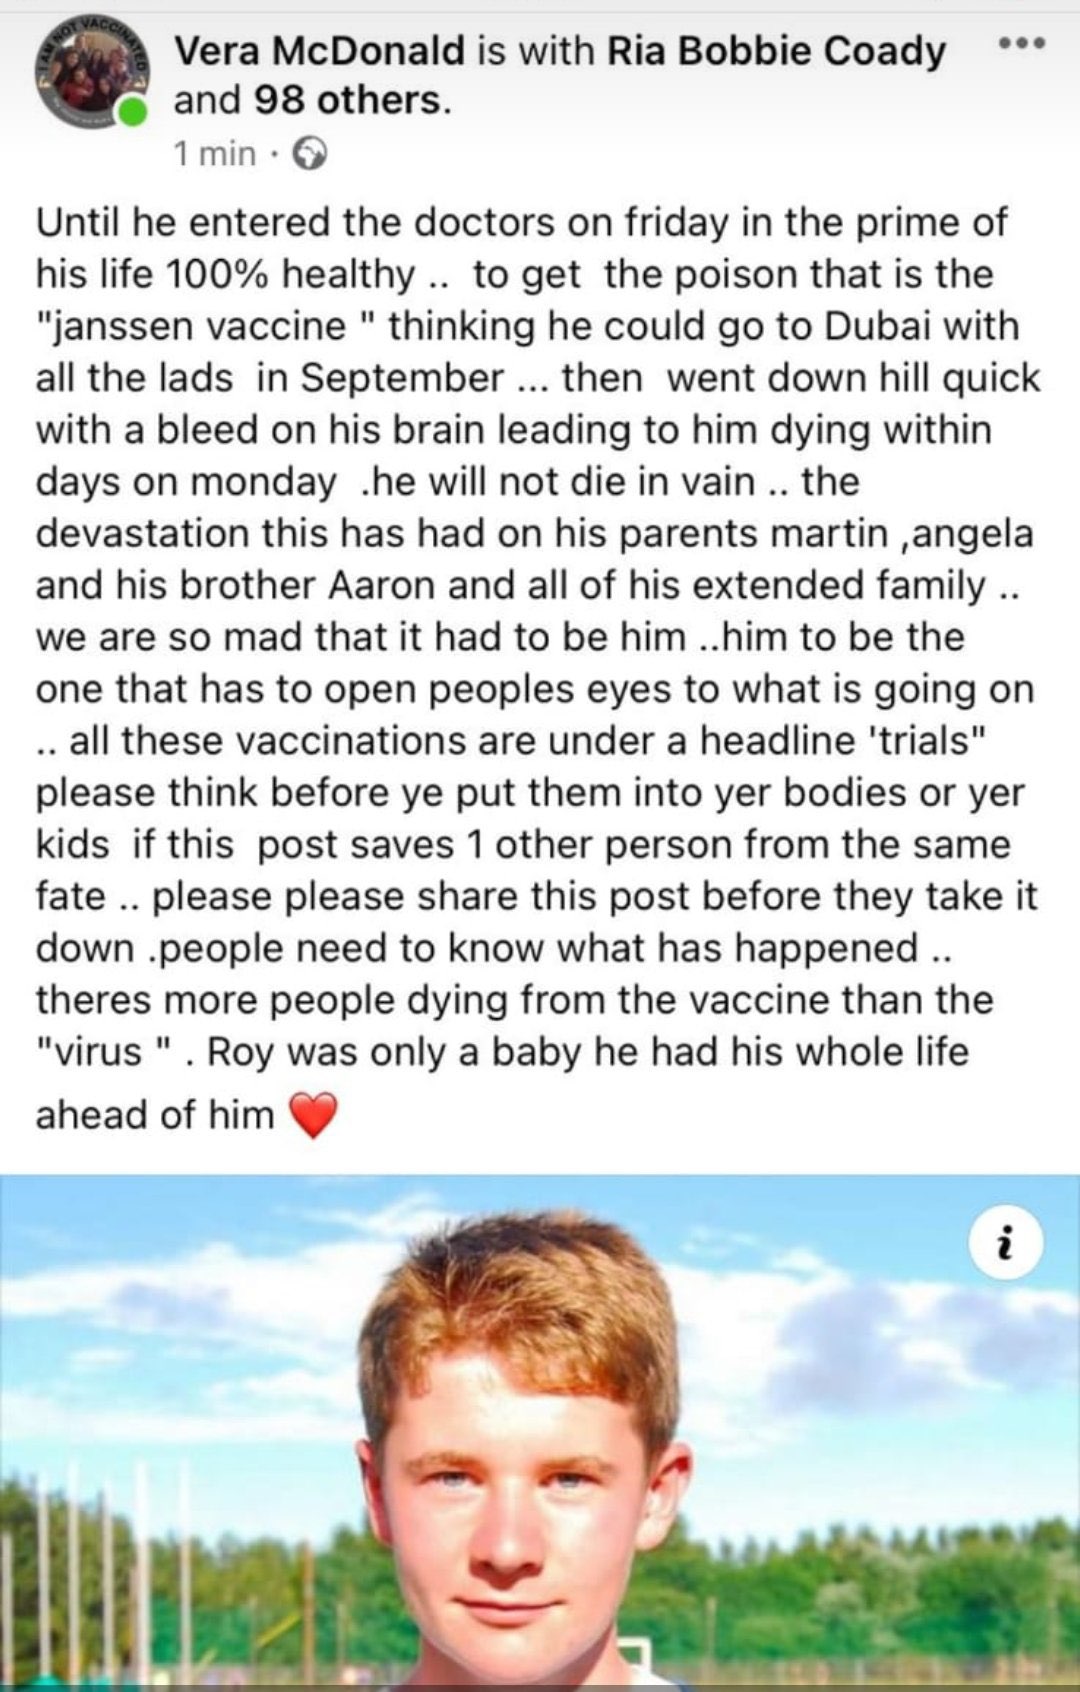 I AM NOT VACCINATED
Vera McDonald is with Ria Bobbie Coady
and 98 others.
1 min ·
Until he entered the doctors on friday in the prime of
his life 100% healthy ..  to get  the poison that is the
"janssen vaccine " thinking he could go to Dubai with
all the lads  in September ... then  went down hill quick
with a bleed on his brain leading to him dying within
days on monday  .he will not die in vain .. the
devastation this has had on his parents martin ,angela
and his brother Aaron and all of his extended family ..
we are so mad that it had to be him ..him to be the
one that has to open peoples eyes to what is going on
.. all these vaccinations are under a headline 'trials"
please think before ye put them into yer bodies or yer
kids  if this  post saves 1 other person from the same
fate .. please please share this post before they take it
down .people need to know what has happened ..
theres more people dying from the vaccine than the
"virus " . Roy was only a baby he had his whole life
ahead of him ❤️
i